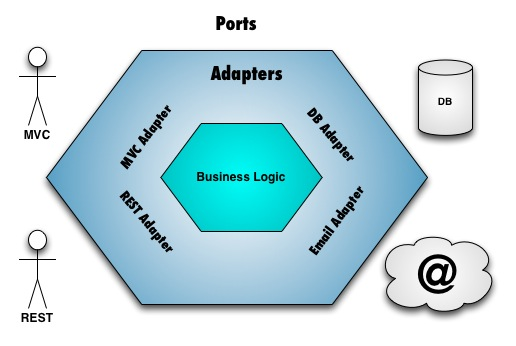 Ports
Adapters
MVC
MVC Adapter
DB Adapter
DB
Business Logic
REST Adapter
Email Adapter
@
REST